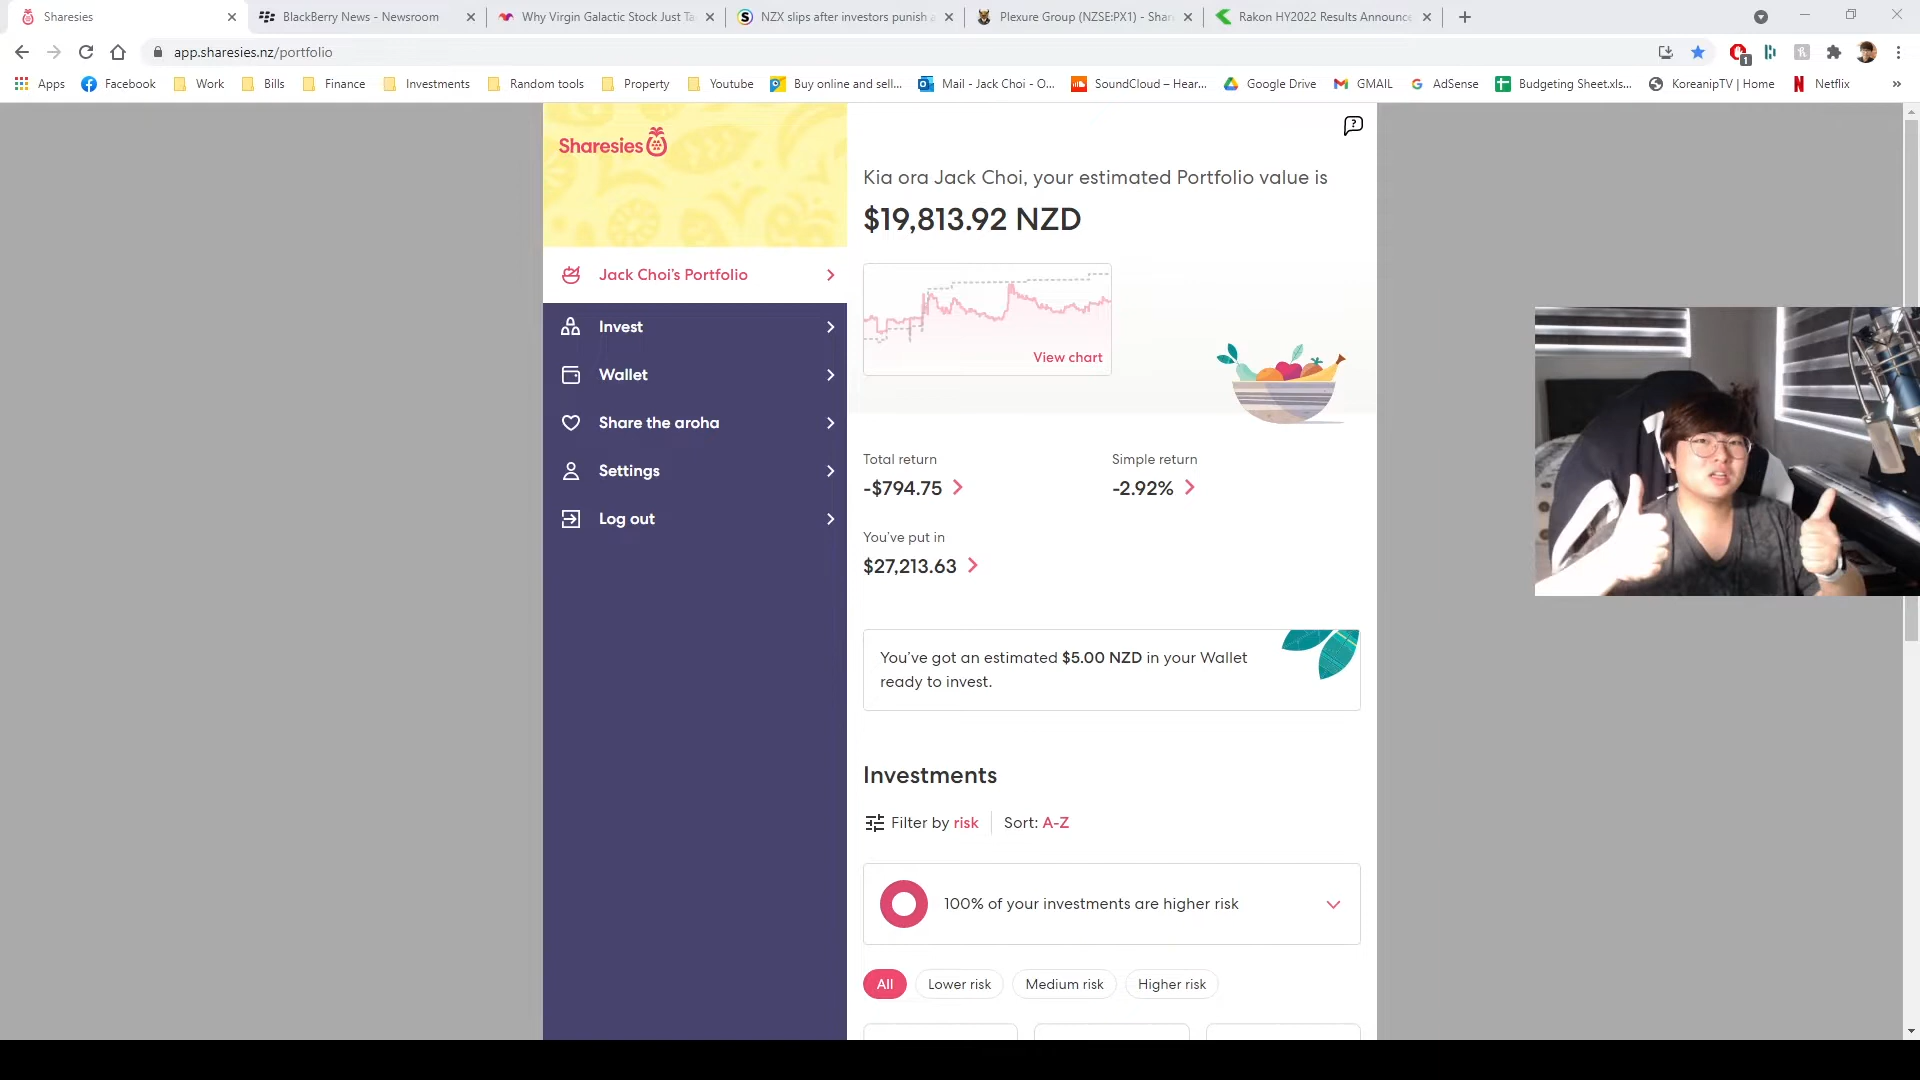 Sharesies
BlackBerry News - Newsroom
Why Virgin Galactic Stock Just Ta
NZX slips after investors punish a
Plexure Group (NZSE:PX1) - Shar
Rakon HY2022 Results Announce
app.sharesies.nz/portfolio
1
Apps
Facebook
Work
Bills
Finance
Investments
Random tools
Property
Youtube
Buy online and sell...
Mail - Jack Choi - O...
SoundCloud – Hear...
Google Drive
GMAIL
AdSense
Budgeting Sheet.xls...
KoreanipTV | Home
Netflix
»
Sharesies
Jack Choi's Portfolio
Invest
Wallet
Share the aroha
Settings
Log out
?
Kia ora Jack Choi, your estimated Portfolio value is
$19,813.92 NZD
View chart
Total return
-$794.75
Simple return
-2.92%
You've put in
$27,213.63
You've got an estimated $5.00 NZD in your Wallet
ready to invest.
Investments
Filter by risk
Sort: A-Z
100% of your investments are higher risk
All
Lower risk
Medium risk
Higher risk